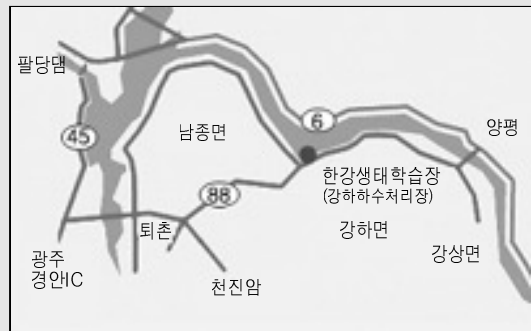 팔당댐
45
남종면
6
양평
88
한강생태학습장
(강하하수처리장)
강하면
강상면
퇴촌
광주
경안IC
천진암